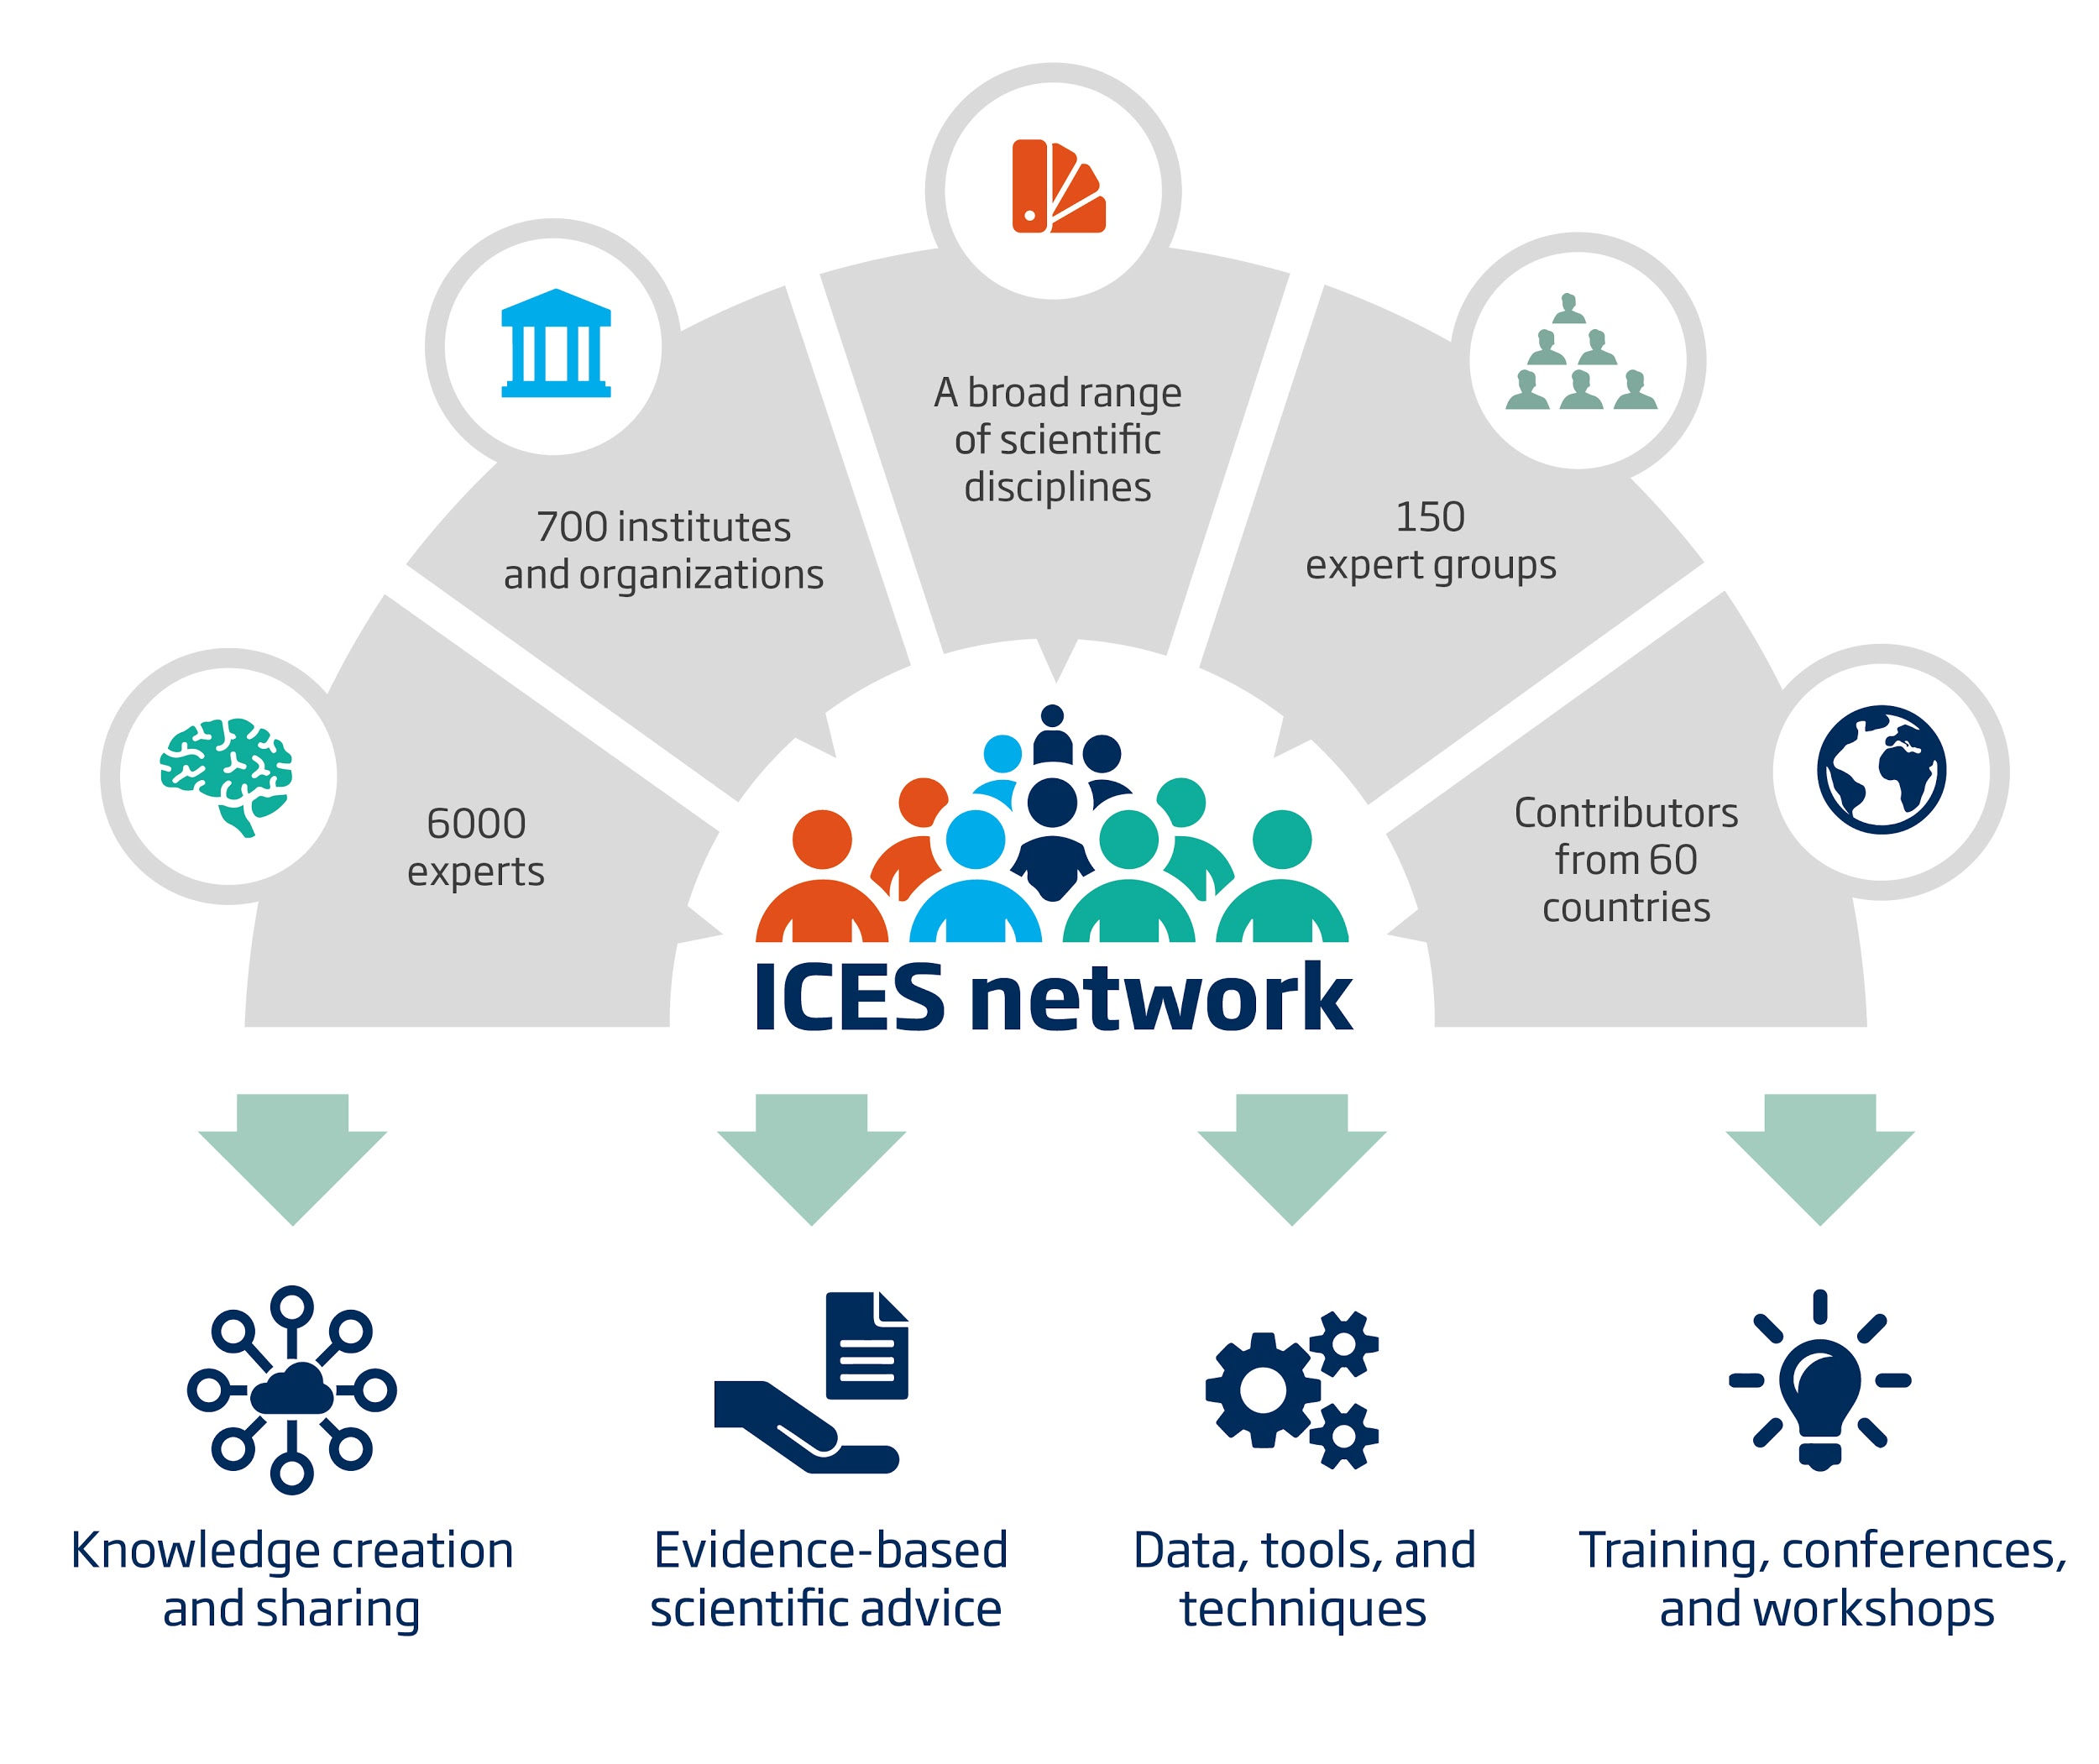 A broad range
of scientific
disciplines
700 institutes
and organizations
150
expert groups
6000
experts
Contributors
from 60
countries
ICES network
Knowledge creation
and sharing
Evidence-based
scientific advice
Data, tools, and
techniques
Training, conferences,
and workshops